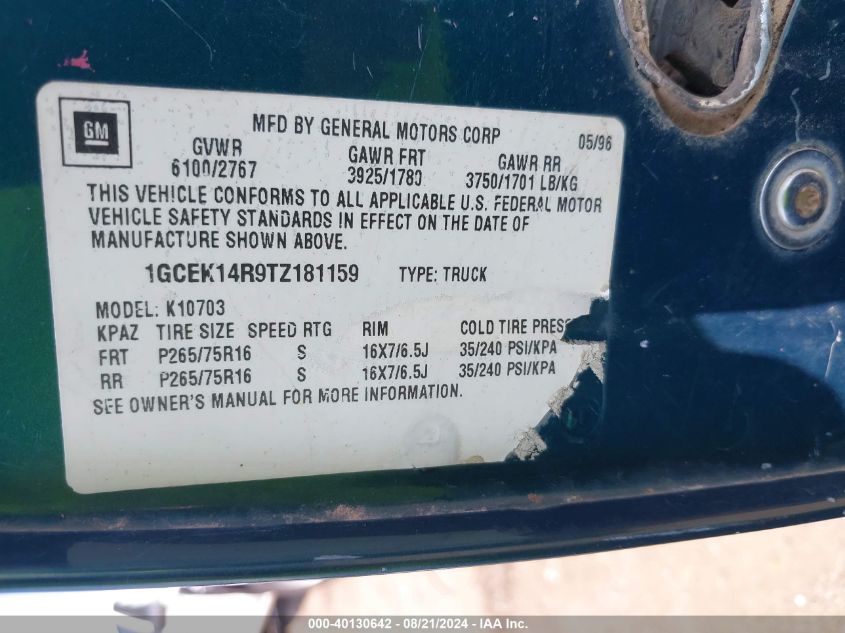 GM
MFD BY GENERAL MOTORS CORP 05/96
GVWR GAWR FRT GAWR RR
6100/2767 3925/1780 3750/1701 LB/KG
THIS VEHICLE CONFORMS TO ALL APPLICABLE U.S. FEDERAL MOTOR
VEHICLE SAFETY STANDARDS IN EFFECT ON THE DATE OF
MANUFACTURE SHOWN ABOVE.
1GCEK14R9TZ181159 TYPE: TRUCK
MODEL: K10703
KPAZ TIRE SIZE SPEED RTG RIM COLD TIRE PRESS
FRT P265/75R16 S 16X7/6.5J 35/240 PSI/KPA
RR P265/75R16 S 16X7/6.5J 35/240 PSI/KPA
SEE OWNER'S MANUAL FOR MORE INFORMATION.
000-40130642 - 08/21/2024 - IAA Inc.